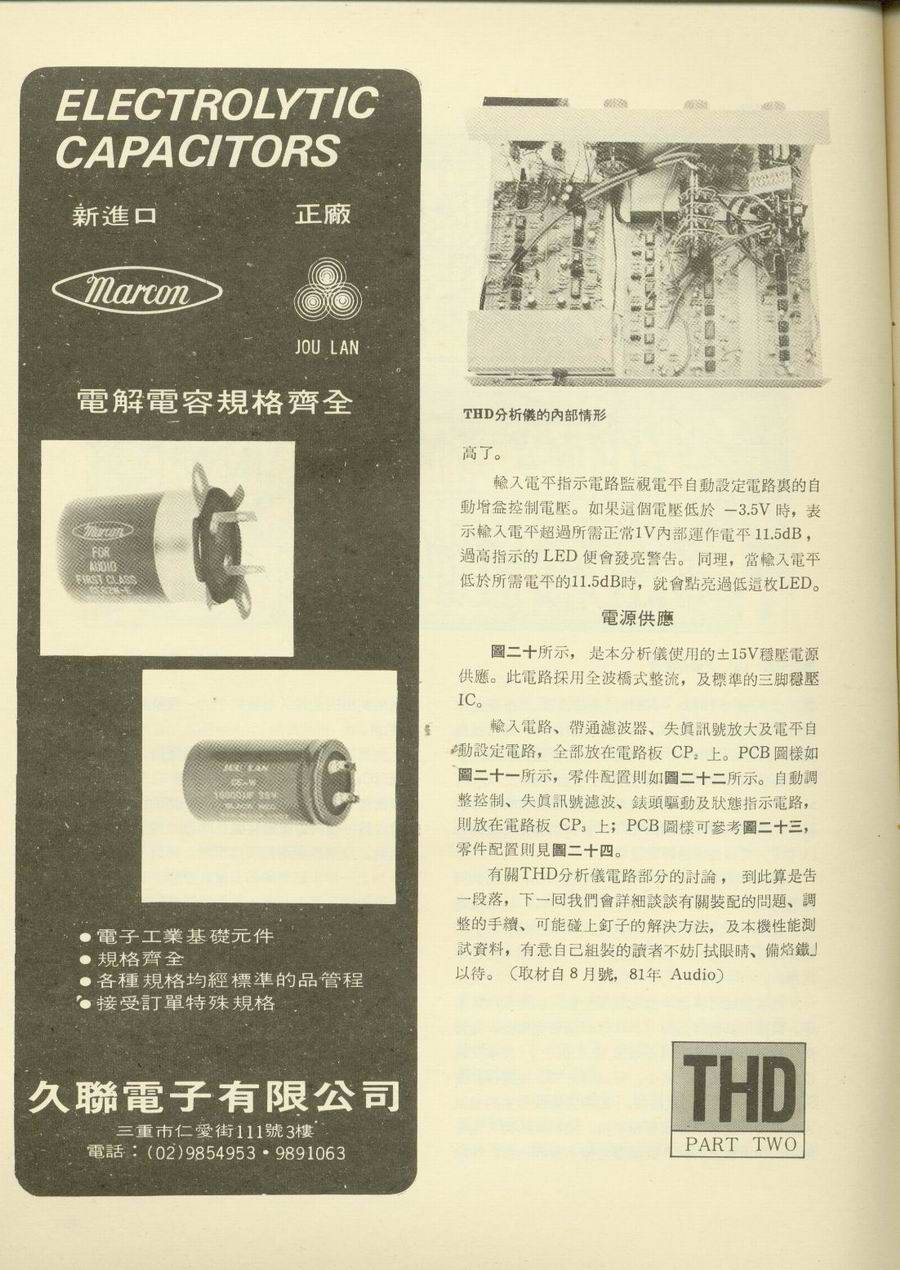 ELECTROLYTIC
CAPACITORS
新進口 正廠
marcon
JOU LAN
電解電容規格齊全
Marcon
FOR
AUDIO
FIRST CLASS
JOU LAN
BLACK
●電子工業基礎元件
●規格齊全
●各種規格均經標準的品管程
●接受訂單特殊規格
久聯電子有限公司
三重市仁愛街111號3樓
電話：(02)9854953・9891063
THD分析儀的內部情形
高了。
輸入電平指示電路監視電平自動設定電路裏的自
動增益控制電壓。如果這個電壓低於 －3.5V 時，表
示輸入電平超過所需正常1V內部運作電平 11.5dB，
過高指示的 LED 便會發亮警告。 同理，當輸入電平
低於所需電平的11.5dB時，就會點亮過低這枚LED。
電源供應
圖二十所示， 是本分析儀使用的±15V穩壓電源
供應。此電路採用全波橋式整流，及標準的三脚穩壓
IC。
輸入電路、帶通濾波器、失眞訊號放大及電平自
動設定電路，全部放在電路板 CP₂ 上。PCB 圖樣如
圖二十一所示，零件配置則如圖二十二所示。自動調
整控制、失眞訊號濾波、錶頭驅動及狀態指示電路，
則放在電路板 CP₃ 上；PCB 圖樣可參考圖二十三，
零件配置則見圖二十四。
有關THD分析儀電路部分的討論， 到此算是告
一段落，下一回我們會詳細談談有關裝配的問題、調
整的手續、可能碰上釘子的解決方法，及本機性能測
試資料，有意自己組裝的讀者不妨「拭眼睛、備焙鐵」
以待。（取材自 8 月號，81年 Audio）
THD
PART TWO